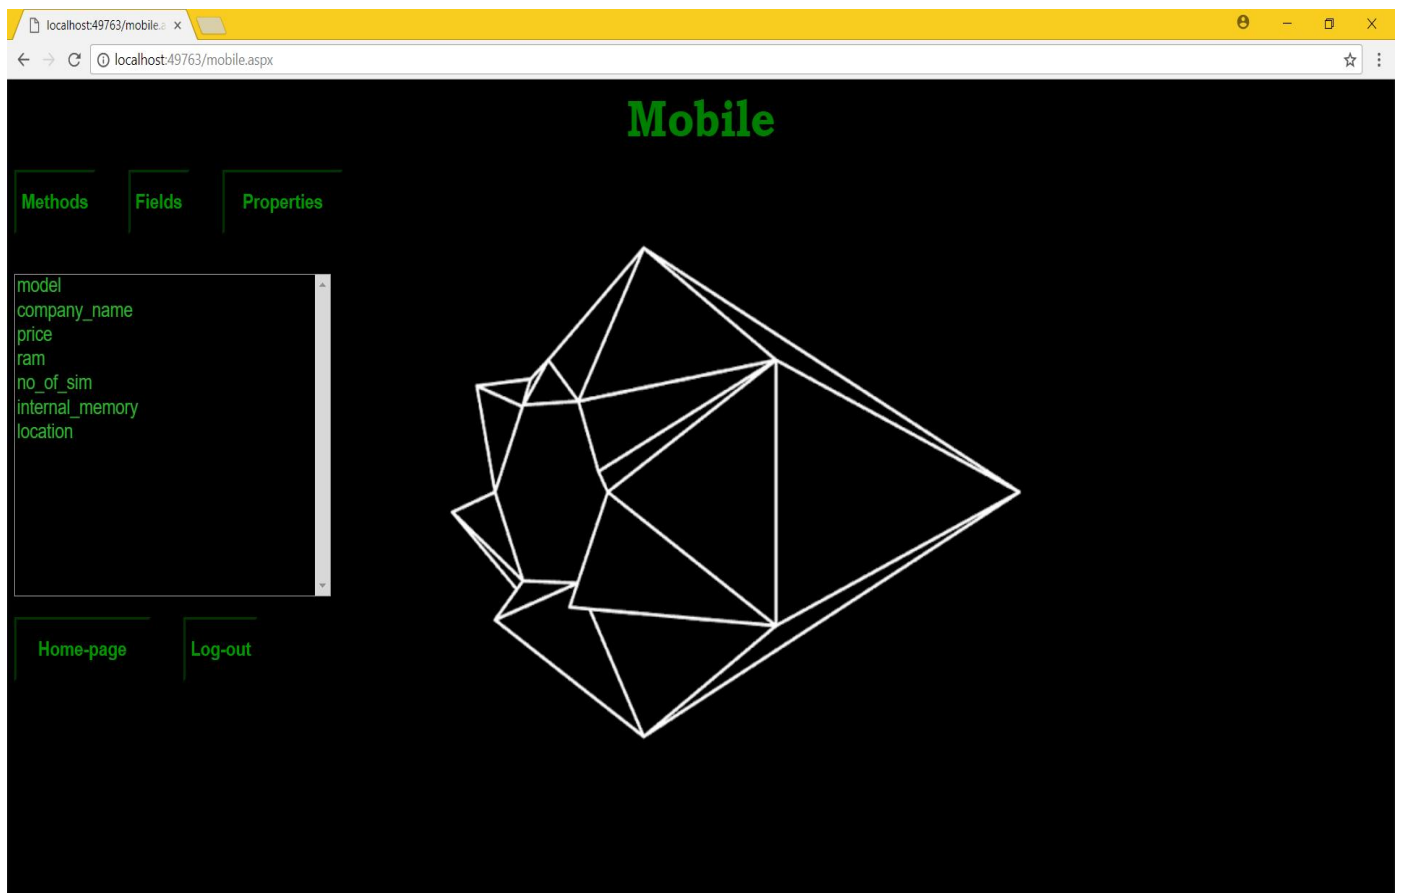 localhost:49763/mobile.a
localhost:49763/mobile.aspx
Mobile
Methods Fields Properties
model
company_name
price
ram
no_of_sim
internal_memory
location
Home-page Log-out